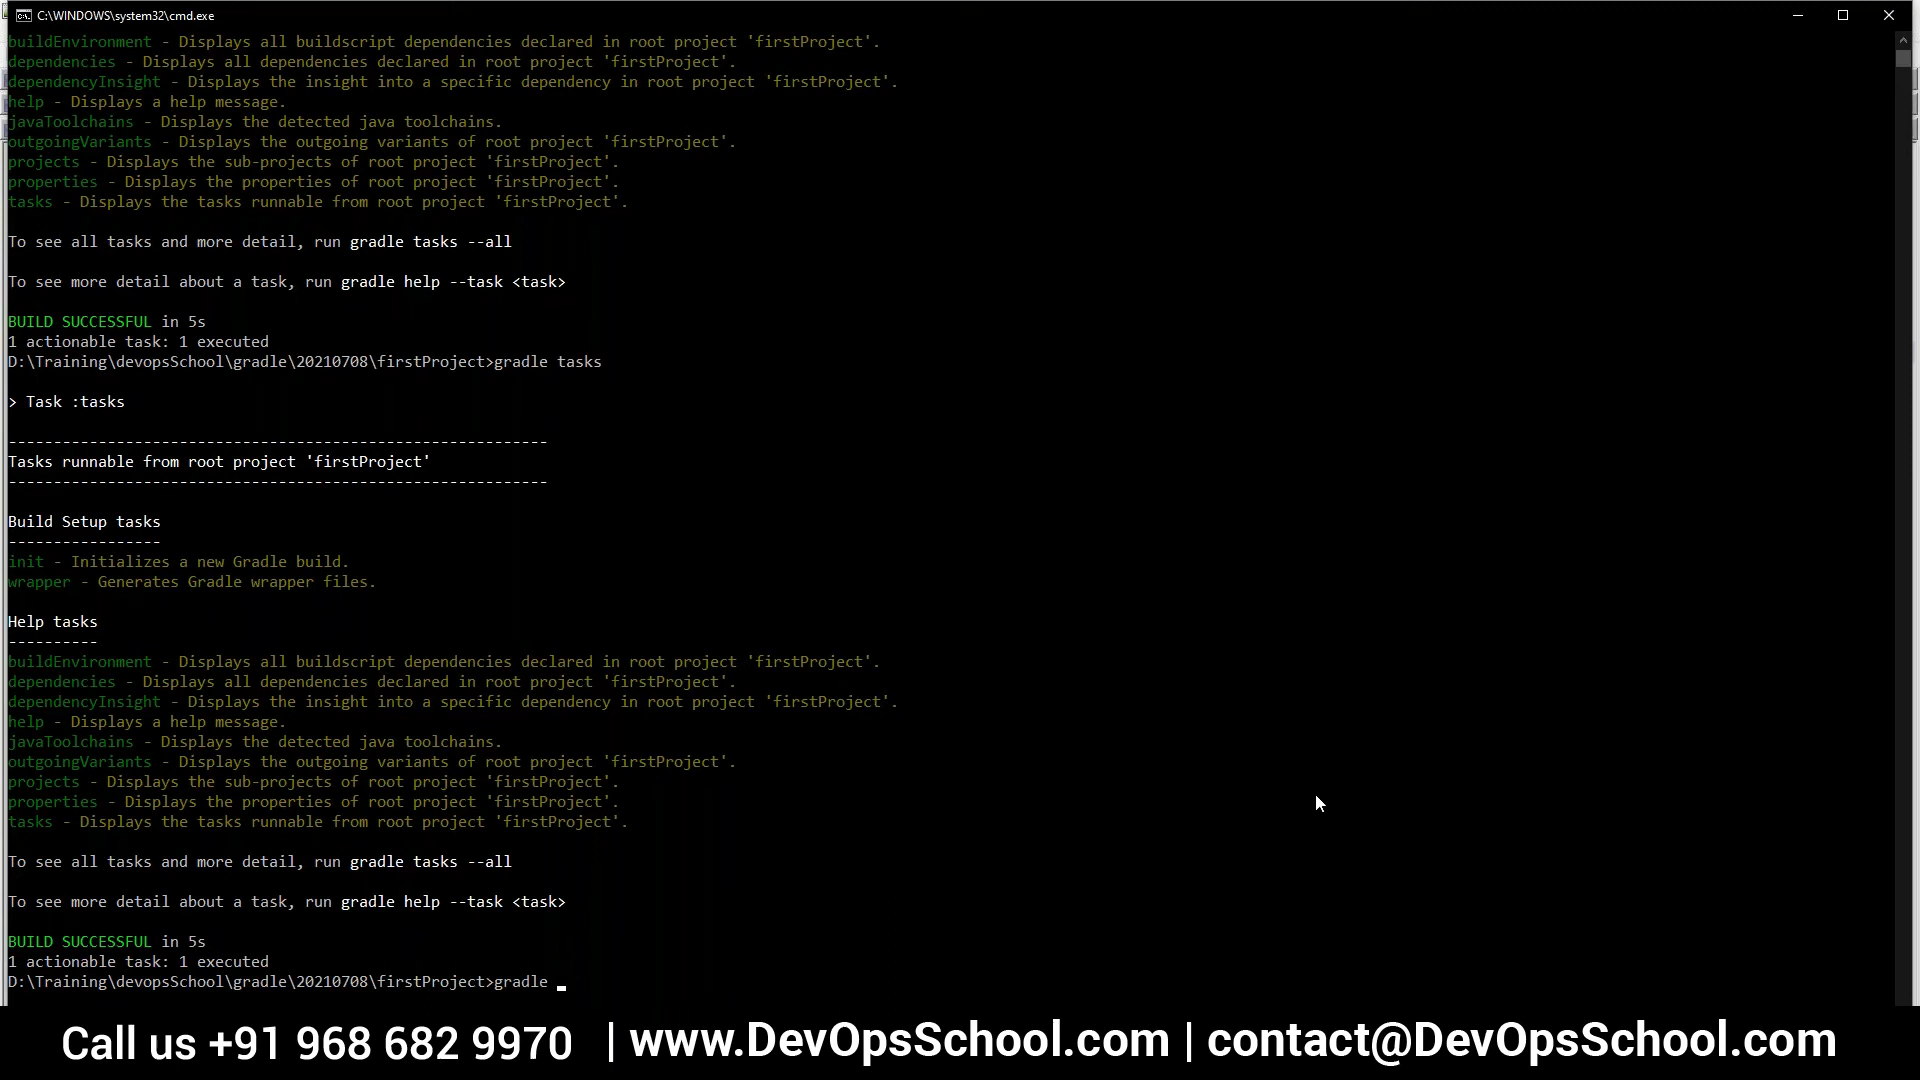 C:\WINDOWS\system32\cmd.exe
buildEnvironment - Displays all buildscript dependencies declared in root project 'firstProject'.
dependencies - Displays all dependencies declared in root project 'firstProject'.
dependencyInsight - Displays the insight into a specific dependency in root project 'firstProject'.
help - Displays a help message.
javaToolchains - Displays the detected java toolchains.
outgoingVariants - Displays the outgoing variants of root project 'firstProject'.
projects - Displays the sub-projects of root project 'firstProject'.
properties - Displays the properties of root project 'firstProject'.
tasks - Displays the tasks runnable from root project 'firstProject'.
To see all tasks and more detail, run gradle tasks --all
To see more detail about a task, run gradle help --task <task>
BUILD SUCCESSFUL in 5s
1 actionable task: 1 executed
D:\Training\devopsSchool\gradle\20210708\firstProject>gradle tasks
> Task :tasks
------------------------------------------------------------
Tasks runnable from root project 'firstProject'
------------------------------------------------------------
Build Setup tasks
-----------------
init - Initializes a new Gradle build.
wrapper - Generates Gradle wrapper files.
Help tasks
----------
buildEnvironment - Displays all buildscript dependencies declared in root project 'firstProject'.
dependencies - Displays all dependencies declared in root project 'firstProject'.
dependencyInsight - Displays the insight into a specific dependency in root project 'firstProject'.
help - Displays a help message.
javaToolchains - Displays the detected java toolchains.
outgoingVariants - Displays the outgoing variants of root project 'firstProject'.
projects - Displays the sub-projects of root project 'firstProject'.
properties - Displays the properties of root project 'firstProject'.
tasks - Displays the tasks runnable from root project 'firstProject'.
To see all tasks and more detail, run gradle tasks --all
To see more detail about a task, run gradle help --task <task>
BUILD SUCCESSFUL in 5s
1 actionable task: 1 executed
D:\Training\devopsSchool\gradle\20210708\firstProject>gradle _
Call us +91 968 682 9970 | www.DevOpsSchool.com | contact@DevOpsSchool.com